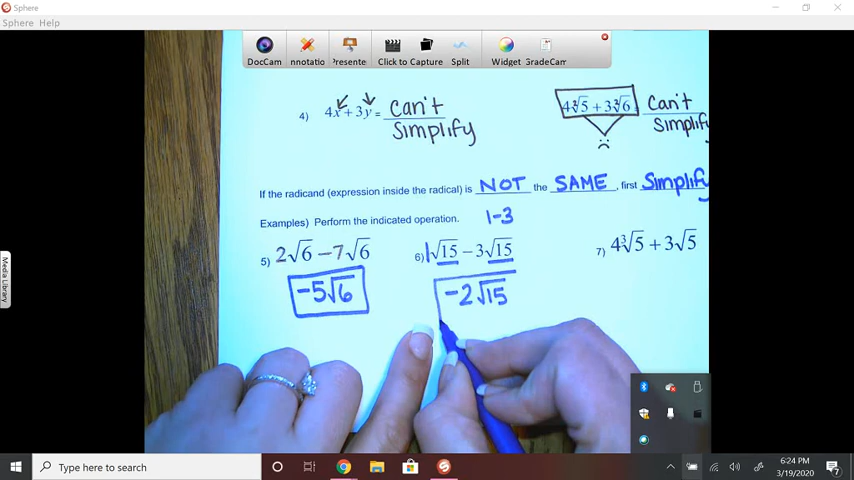 Sphere
Sphere Help
DocCam
nnotatio
Presente
Click to Capture
Split
Widget
GradeCam
4) 4x + 3y = can't
Simplify
4∛5 + 3∛6 = can't
Simplify
If the radicand (expression inside the radical) is NOT the SAME, first Simplify
Examples) Perform the indicated operation. 1-3
5) 2√6 − 7√6
-5√6
6) 1√15 − 3√15
-2√15
7) 4∛5 + 3√5
Media Library
Type here to search
6:24 PM
3/19/2020
7